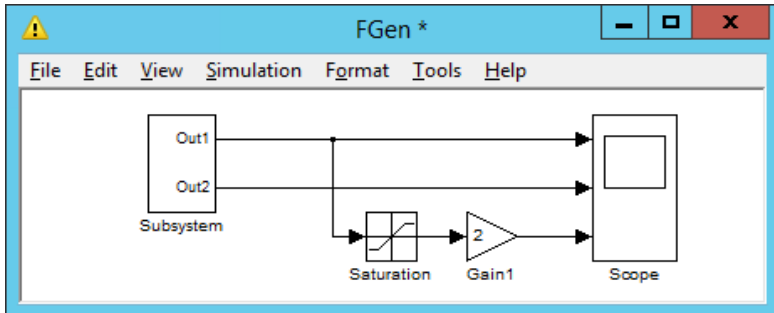 FGen *
File Edit View Simulation Format Tools Help
Out1
Out2
Subsystem
Saturation
2
Gain1
Scope